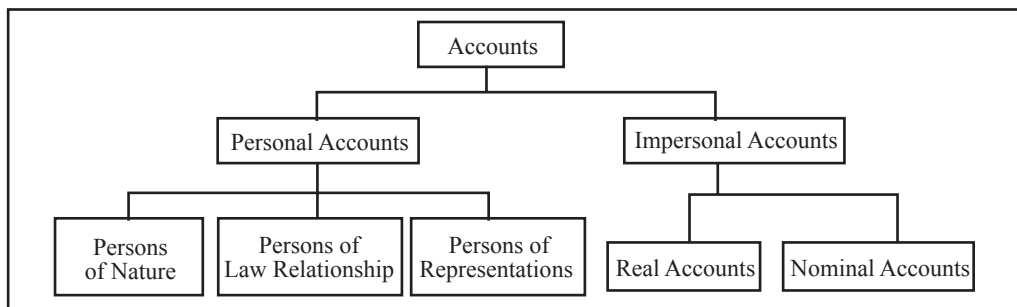 Accounts
Personal Accounts
Impersonal Accounts
Persons
of Nature
Persons of
Law Relationship
Persons of
Representations
Real Accounts
Nominal Accounts